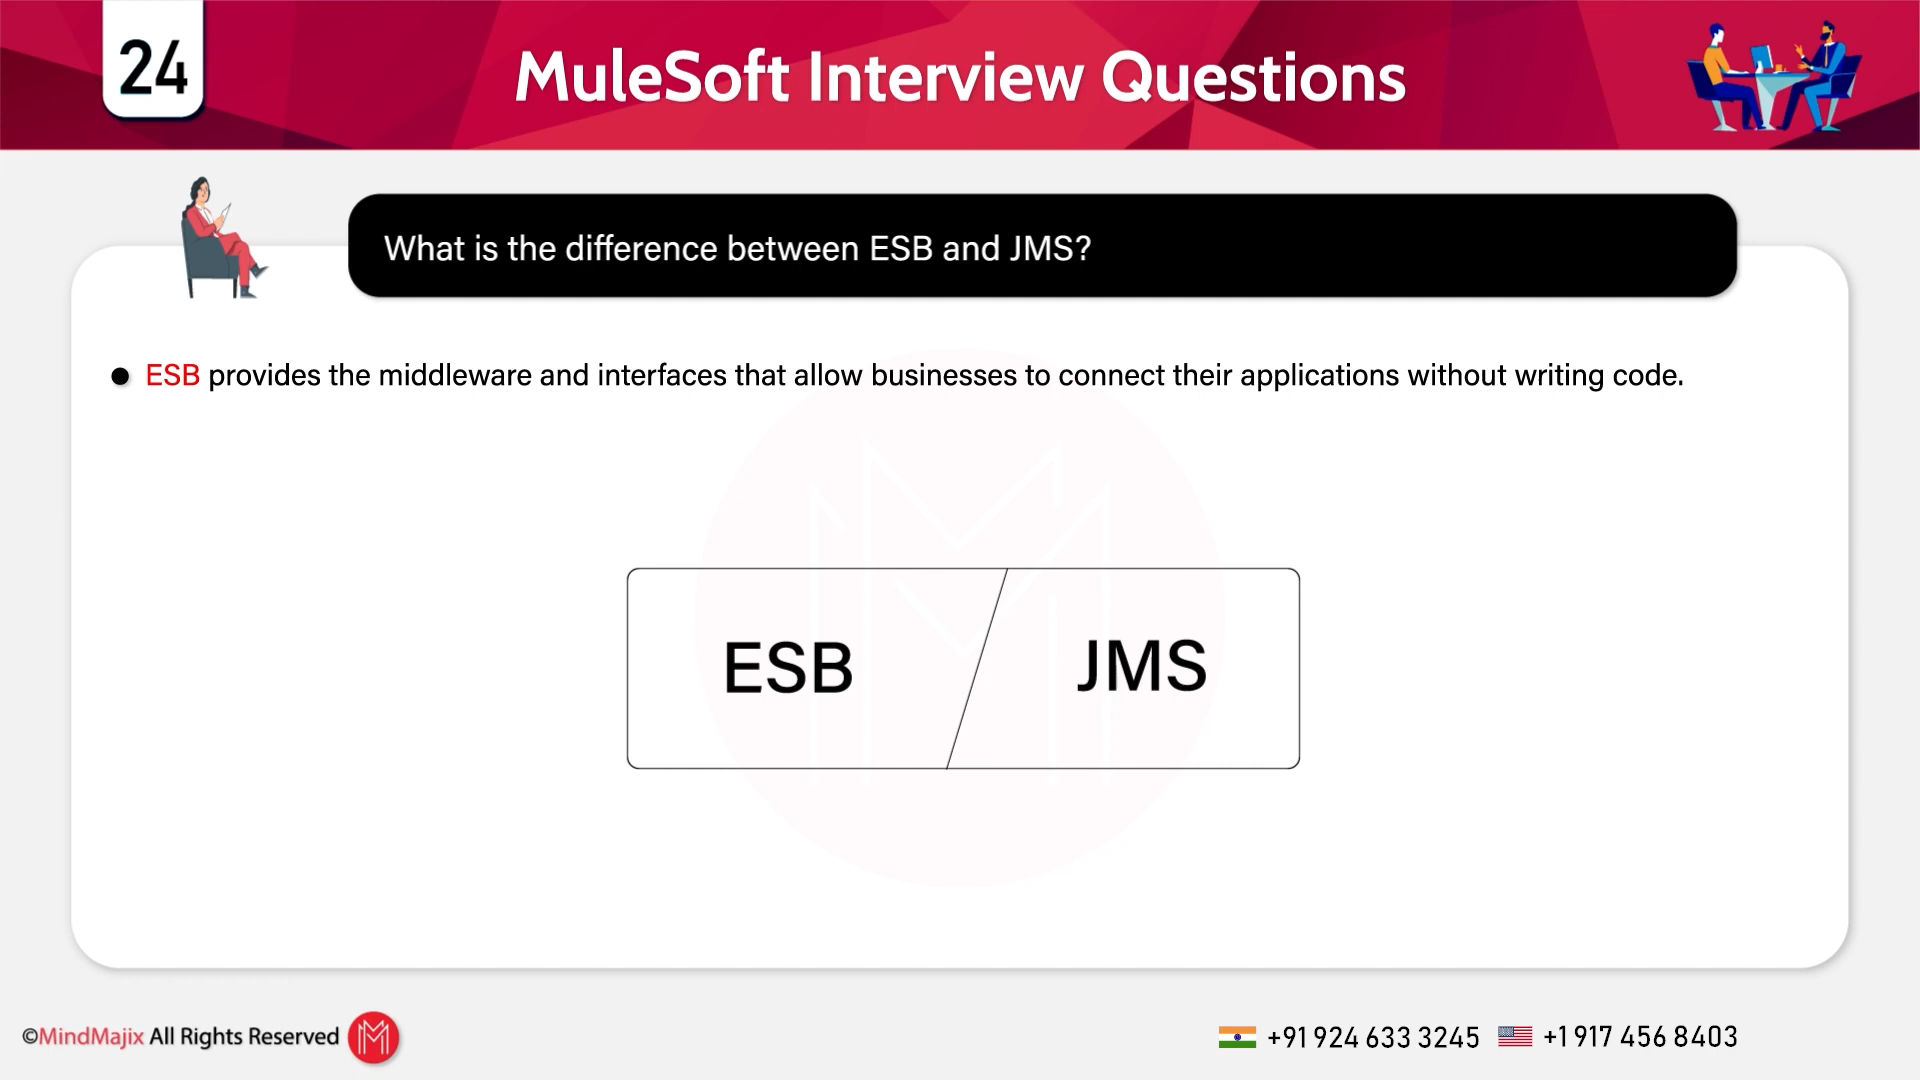 24
MuleSoft Interview Questions
What is the difference between ESB and JMS?
● ESB provides the middleware and interfaces that allow businesses to connect their applications without writing code.
ESB
JMS
©MindMajix All Rights Reserved
+91 924 633 3245
+1 917 456 8403